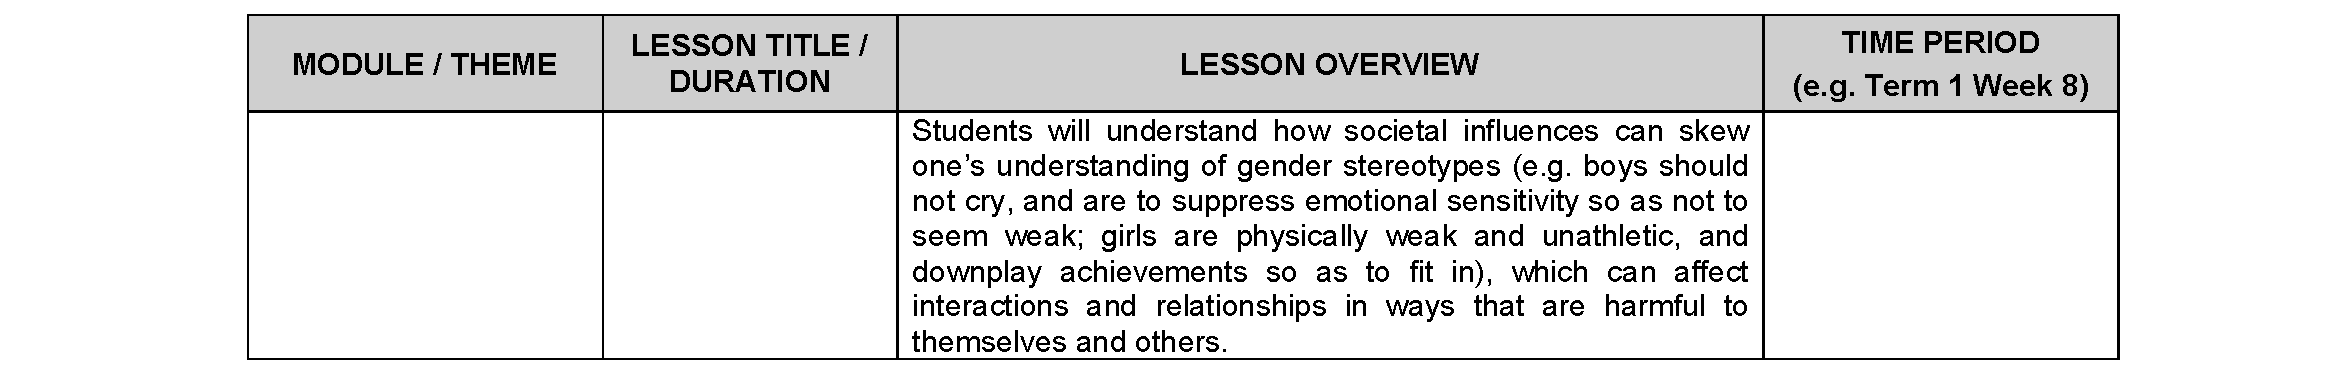 MODULE / THEME
LESSON TITLE /
DURATION
LESSON OVERVIEW
TIME PERIOD
(e.g. Term 1 Week 8)
Students will understand how societal influences can skew
one’s understanding of gender stereotypes (e.g. boys should
not cry, and are to suppress emotional sensitivity so as not to
seem weak; girls are physically weak and unathletic, and
downplay achievements so as to fit in), which can affect
interactions and relationships in ways that are harmful to
themselves and others.